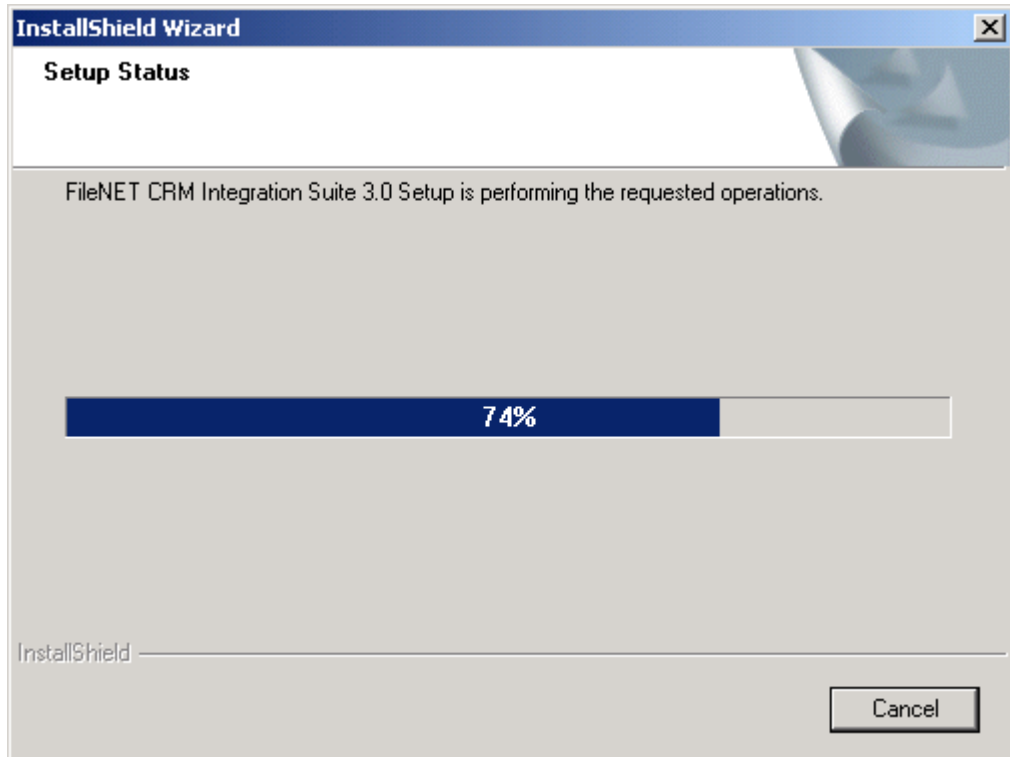 InstallShield Wizard
Setup Status
FileNET CRM Integration Suite 3.0 Setup is performing the requested operations.
74%
InstallShield
Cancel